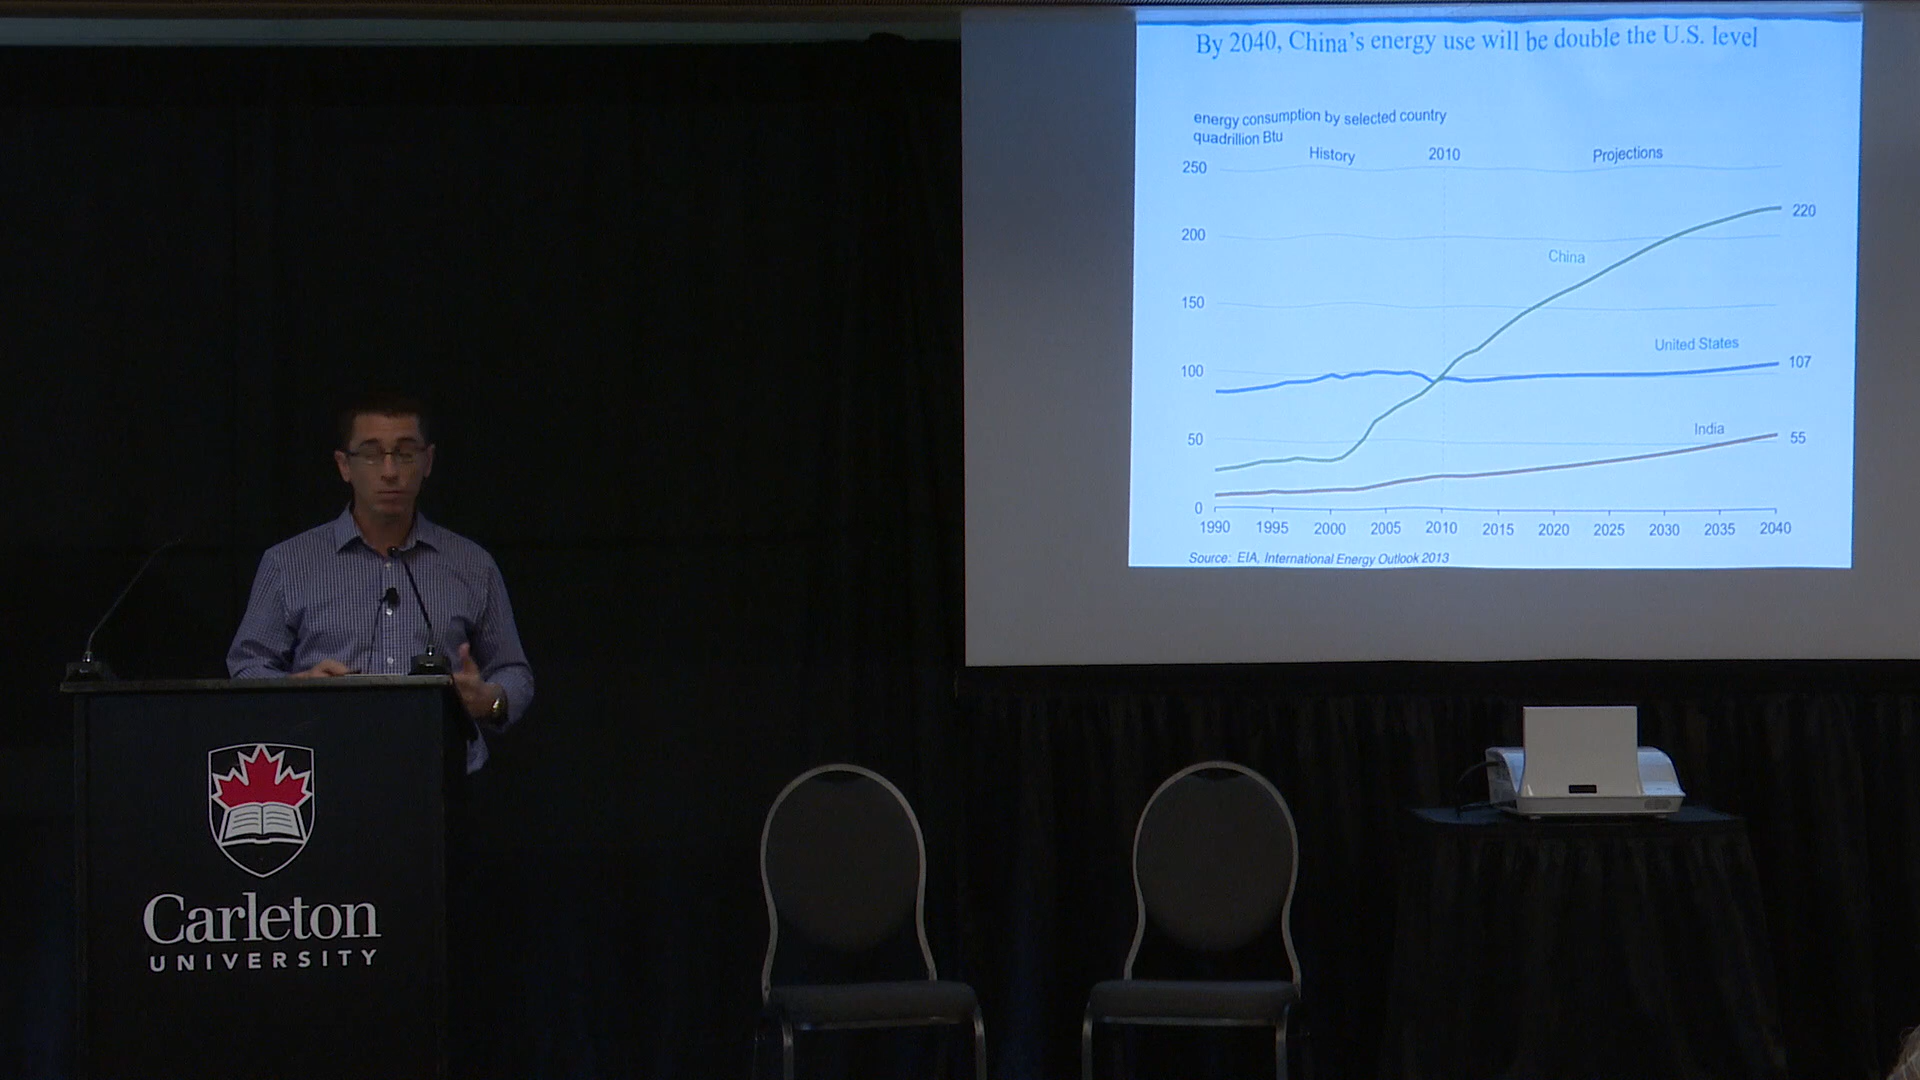 By 2040, China's energy use will be double the U.S. level
energy consumption by selected country
quadrillion Btu
History 2010 Projections
250
220
200
China
150
United States
107
100
India
55
50
0
1990 1995 2000 2005 2010 2015 2020 2025 2030 2035 2040
Source: EIA, International Energy Outlook 2013
Carleton
UNIVERSITY